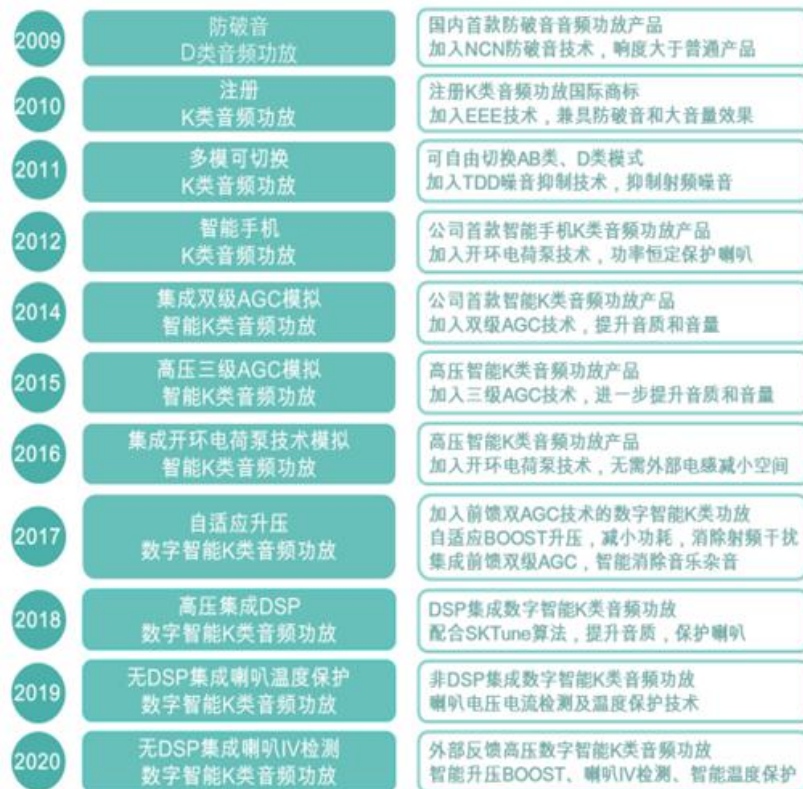 2009
防破音
D类音频功放
国内首款防破音音频功放产品
加入NCN防破音技术，响度大于普通产品
2010
注册
K类音频功放
注册K类音频功放国际商标
加入EEE技术，兼具防破音和大音量效果
2011
多模可切换
K类音频功放
可自由切换AB类、D类模式
加入TDD噪音抑制技术，抑制射频噪音
2012
智能手机
K类音频功放
公司首款智能手机K类音频功放产品
加入开环电荷泵技术，功率恒定保护喇叭
2014
集成双级AGC模拟
智能K类音频功放
公司首款智能K类音频功放产品
加入双级AGC技术，提升音质和音量
2015
高压三级AGC模拟
智能K类音频功放
高压智能K类音频功放产品
加入三级AGC技术，进一步提升音质和音量
2016
集成开环电荷泵技术模拟
智能K类音频功放
高压智能K类音频功放产品
加入开环电荷泵技术，无需外部电感减小空间
2017
自适应升压
数字智能K类音频功放
加入前馈双AGC技术的数字智能K类功放
自适应BOOST升压，减小功耗，消除射频干扰
集成前馈双级AGC，智能消除音乐杂音
2018
高压集成DSP
数字智能K类音频功放
DSP集成数字智能K类音频功放
配合SKTune算法，提升音质，保护喇叭
2019
无DSP集成喇叭温度保护
数字智能K类音频功放
非DSP集成数字智能K类音频功放
喇叭电压电流检测及温度保护技术
2020
无DSP集成喇叭IV检测
数字智能K类音频功放
外部反馈高压数字智能K类音频功放
智能升压BOOST、喇叭IV检测、智能温度保护